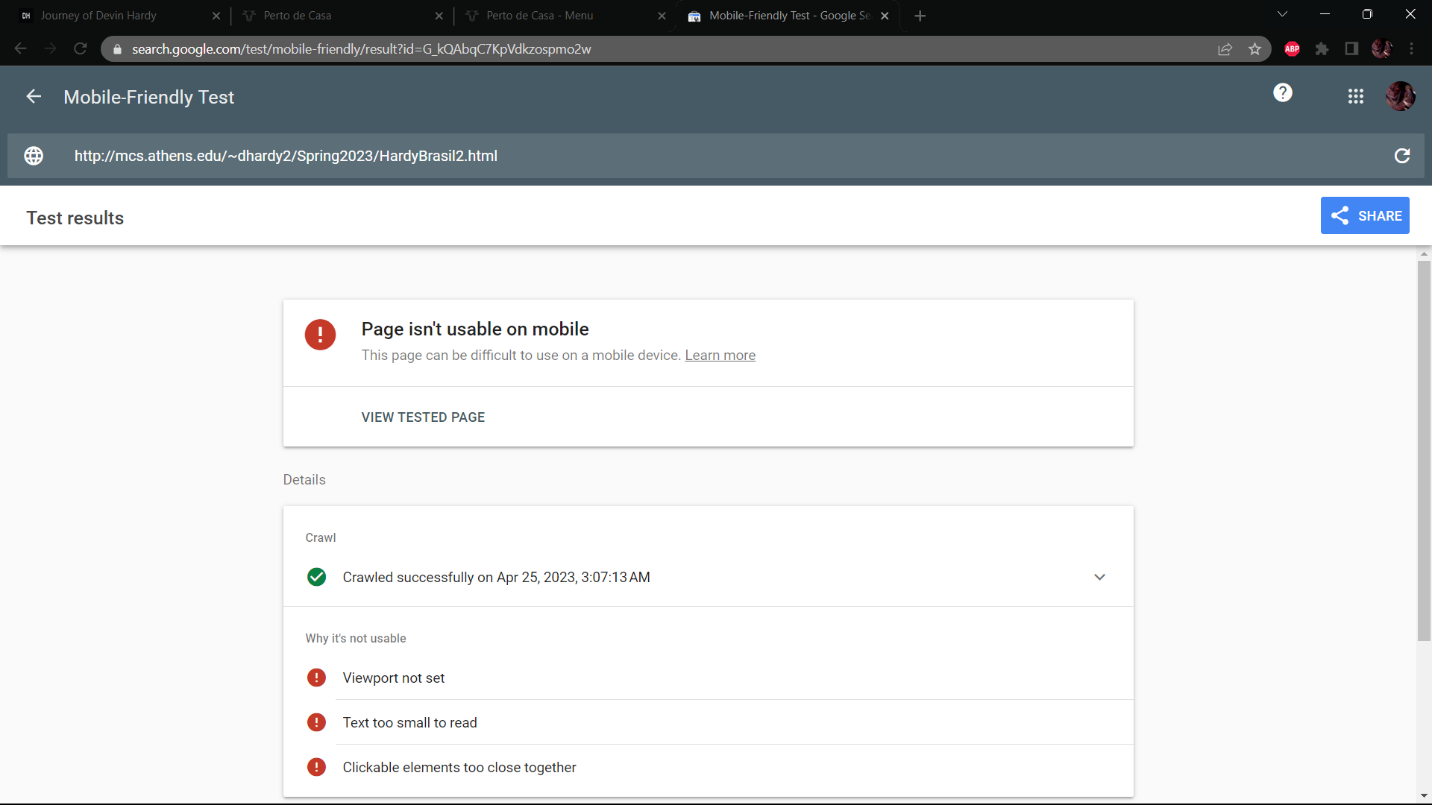 DH Journey of Devin Hardy
Perto de Casa
Perto de Casa - Menu
Mobile-Friendly Test - Google Se
search.google.com/test/mobile-friendly/result?id=G_kQAbqC7KpVdkzospmo2w
ABP
Mobile-Friendly Test
http://mcs.athens.edu/~dhardy2/Spring2023/HardyBrasil2.html
Test results
SHARE
Page isn't usable on mobile
This page can be difficult to use on a mobile device. Learn more
VIEW TESTED PAGE
Details
Crawl
Crawled successfully on Apr 25, 2023, 3:07:13 AM
Why it's not usable
Viewport not set
Text too small to read
Clickable elements too close together